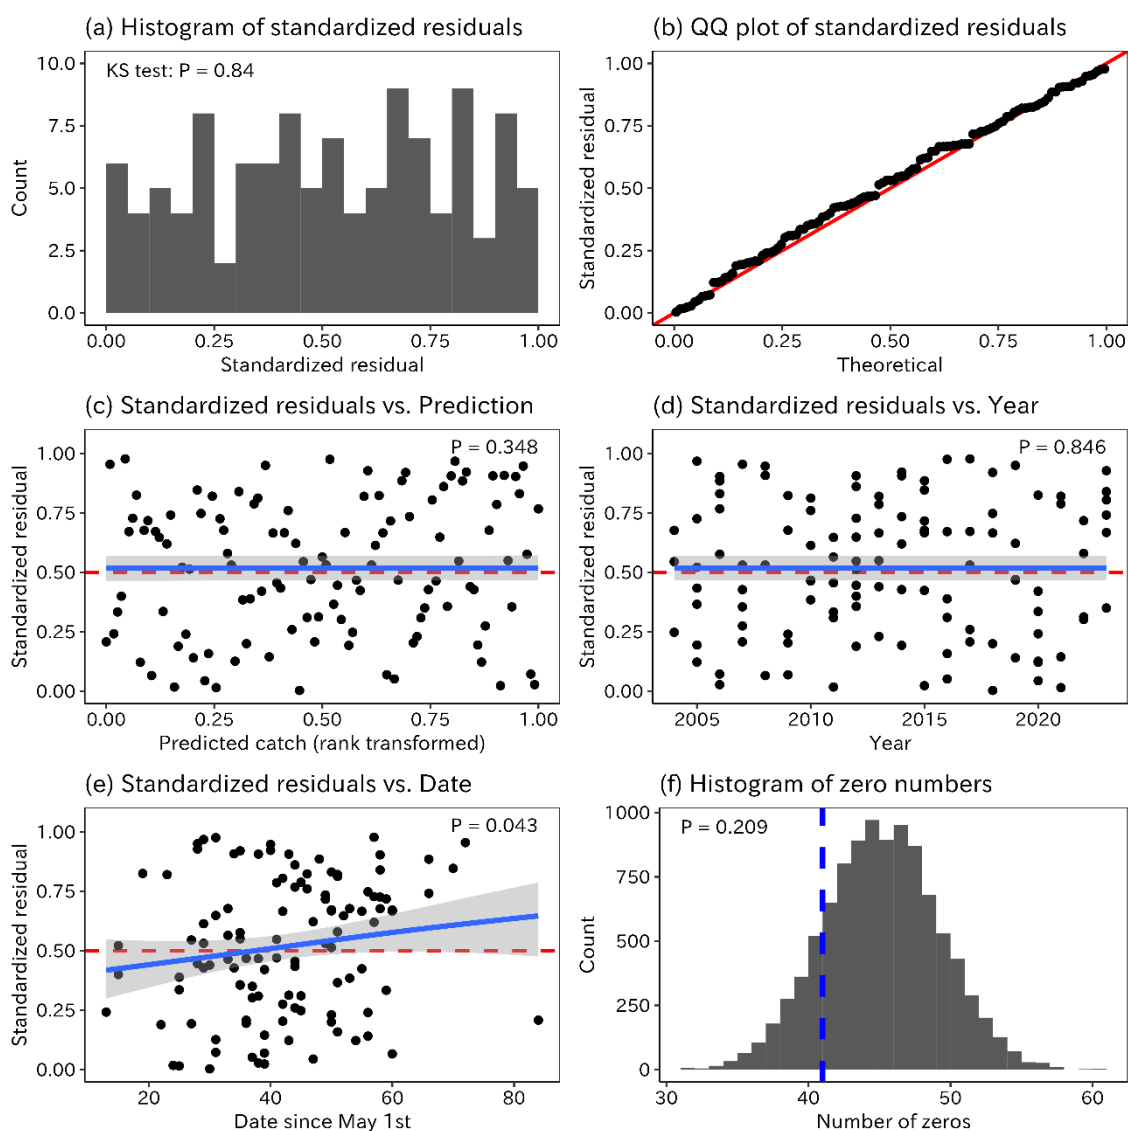 (a) Histogram of standardized residuals
KS test: P = 0.84
10.0
7.5
5.0
2.5
0.0
Count
0.00 0.25 0.50 0.75 1.00
Standardized residual
(b) QQ plot of standardized residuals
1.00
0.75
0.50
0.25
0.00
Standardized residual
0.00 0.25 0.50 0.75 1.00
Theoretical
(c) Standardized residuals vs. Prediction
P = 0.348
1.00
0.75
0.50
0.25
0.00
Standardized residual
0.00 0.25 0.50 0.75 1.00
Predicted catch (rank transformed)
(d) Standardized residuals vs. Year
P = 0.846
1.00
0.75
0.50
0.25
0.00
Standardized residual
2005 2010 2015 2020
Year
(e) Standardized residuals vs. Date
P = 0.043
1.00
0.75
0.50
0.25
0.00
Standardized residual
20 40 60 80
Date since May 1st
(f) Histogram of zero numbers
P = 0.209
1000
750
500
250
0
Count
30 40 50 60
Number of zeros